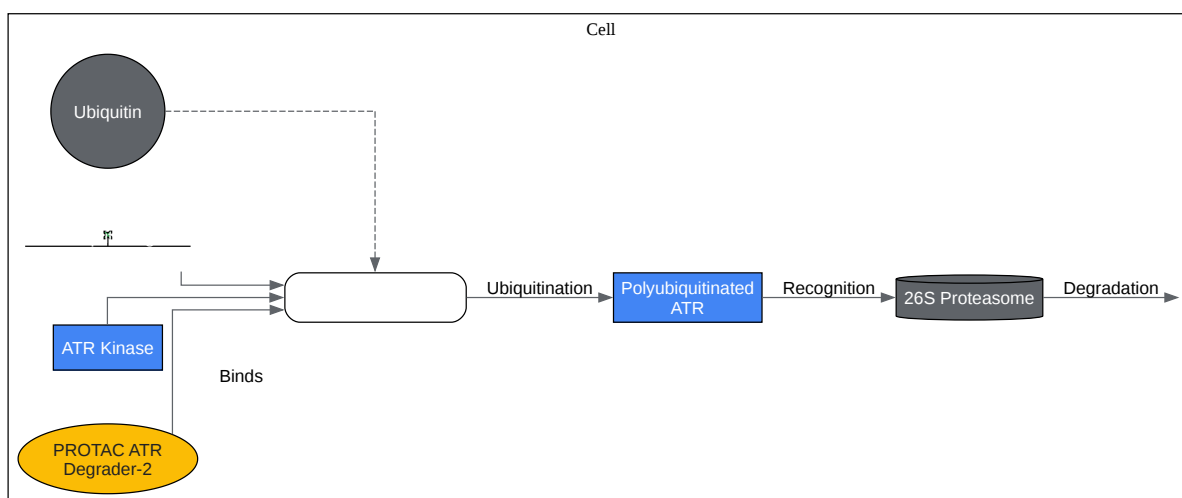 Cell
Ubiquitin
Ubiquitination
Polyubiquitinated
ATR
Recognition
26S Proteasome
Degradation
ATR Kinase
Binds
PROTAC ATR
Degrader-2